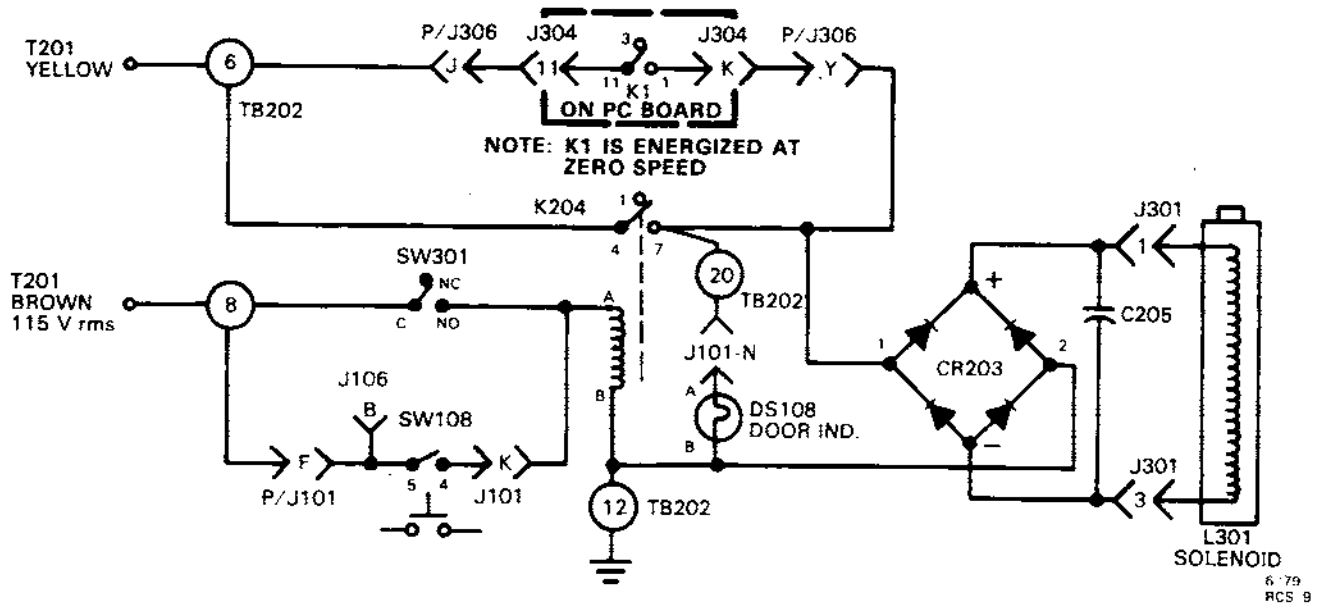 T201
YELLOW
6
TB202
P/J306
J
J304
11
3
11
1
K1
J304
K
P/J306
Y
ON PC BOARD
NOTE: K1 IS ENERGIZED AT
ZERO SPEED
K204
1
4
7
20
TB202
J101-N
A
B
DS108
DOOR IND.
T201
BROWN
115 V rms
8
SW301
NC
C
NO
A
B
J106
B
SW108
F
P/J101
5
4
K
J101
12
TB202
1
2
+
CR203
−
C205
J301
1
J301
3
L301
SOLENOID
6/79
RCS 9